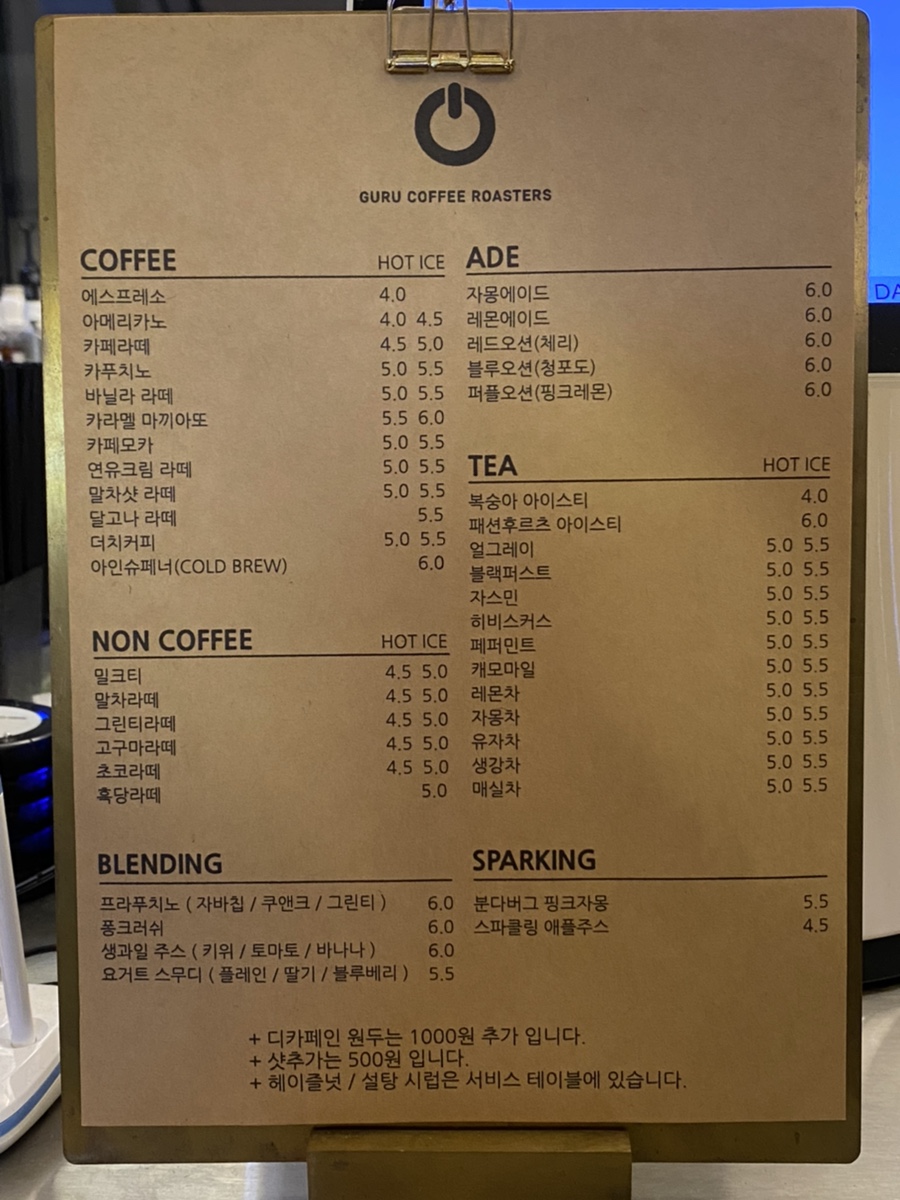 GURU COFFEE ROASTERS
COFFEE HOT ICE
에스프레소 4.0
아메리카노 4.0 4.5
카페라떼 4.5 5.0
카푸치노 5.0 5.5
바닐라 라떼 5.0 5.5
카라멜 마끼아또 5.5 6.0
카페모카 5.0 5.5
연유크림 라떼 5.0 5.5
말차샷 라떼 5.0 5.5
달고나 라떼 5.5
더치커피 5.0 5.5
아인슈페너(COLD BREW) 6.0
NON COFFEE HOT ICE
밀크티 4.5 5.0
말차라떼 4.5 5.0
그린티라떼 4.5 5.0
고구마라떼 4.5 5.0
초코라떼 4.5 5.0
흑당라떼 5.0
BLENDING
프라푸치노 ( 자바칩 / 쿠앤크 / 그린티 ) 6.0
퐁크러쉬 6.0
생과일 주스 ( 키위 / 토마토 / 바나나 ) 6.0
요거트 스무디 ( 플레인 / 딸기 / 블루베리 ) 5.5
ADE
자몽에이드 6.0
레몬에이드 6.0
레드오션(체리) 6.0
블루오션(청포도) 6.0
퍼플오션(핑크레몬) 6.0
TEA HOT ICE
복숭아 아이스티 4.0
패션후르츠 아이스티 6.0
얼그레이 5.0 5.5
블랙퍼스트 5.0 5.5
자스민 5.0 5.5
히비스커스 5.0 5.5
페퍼민트 5.0 5.5
캐모마일 5.0 5.5
레몬차 5.0 5.5
자몽차 5.0 5.5
유자차 5.0 5.5
생강차 5.0 5.5
매실차 5.0 5.5
SPARKING
분다버그 핑크자몽 5.5
스파클링 애플주스 4.5
+ 디카페인 원두는 1000원 추가 입니다.
+ 샷추가는 500원 입니다.
+ 헤이즐넛 / 설탕 시럽은 서비스 테이블에 있습니다.
DA